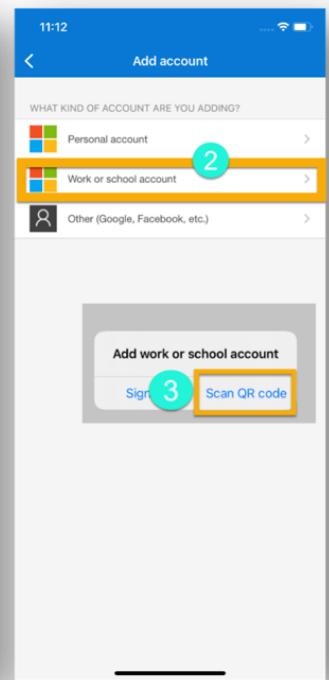 11:12
Add account
WHAT KIND OF ACCOUNT ARE YOU ADDING?
Personal account
2
Work or school account
Other (Google, Facebook, etc.)
Add work or school account
3 Scan QR code